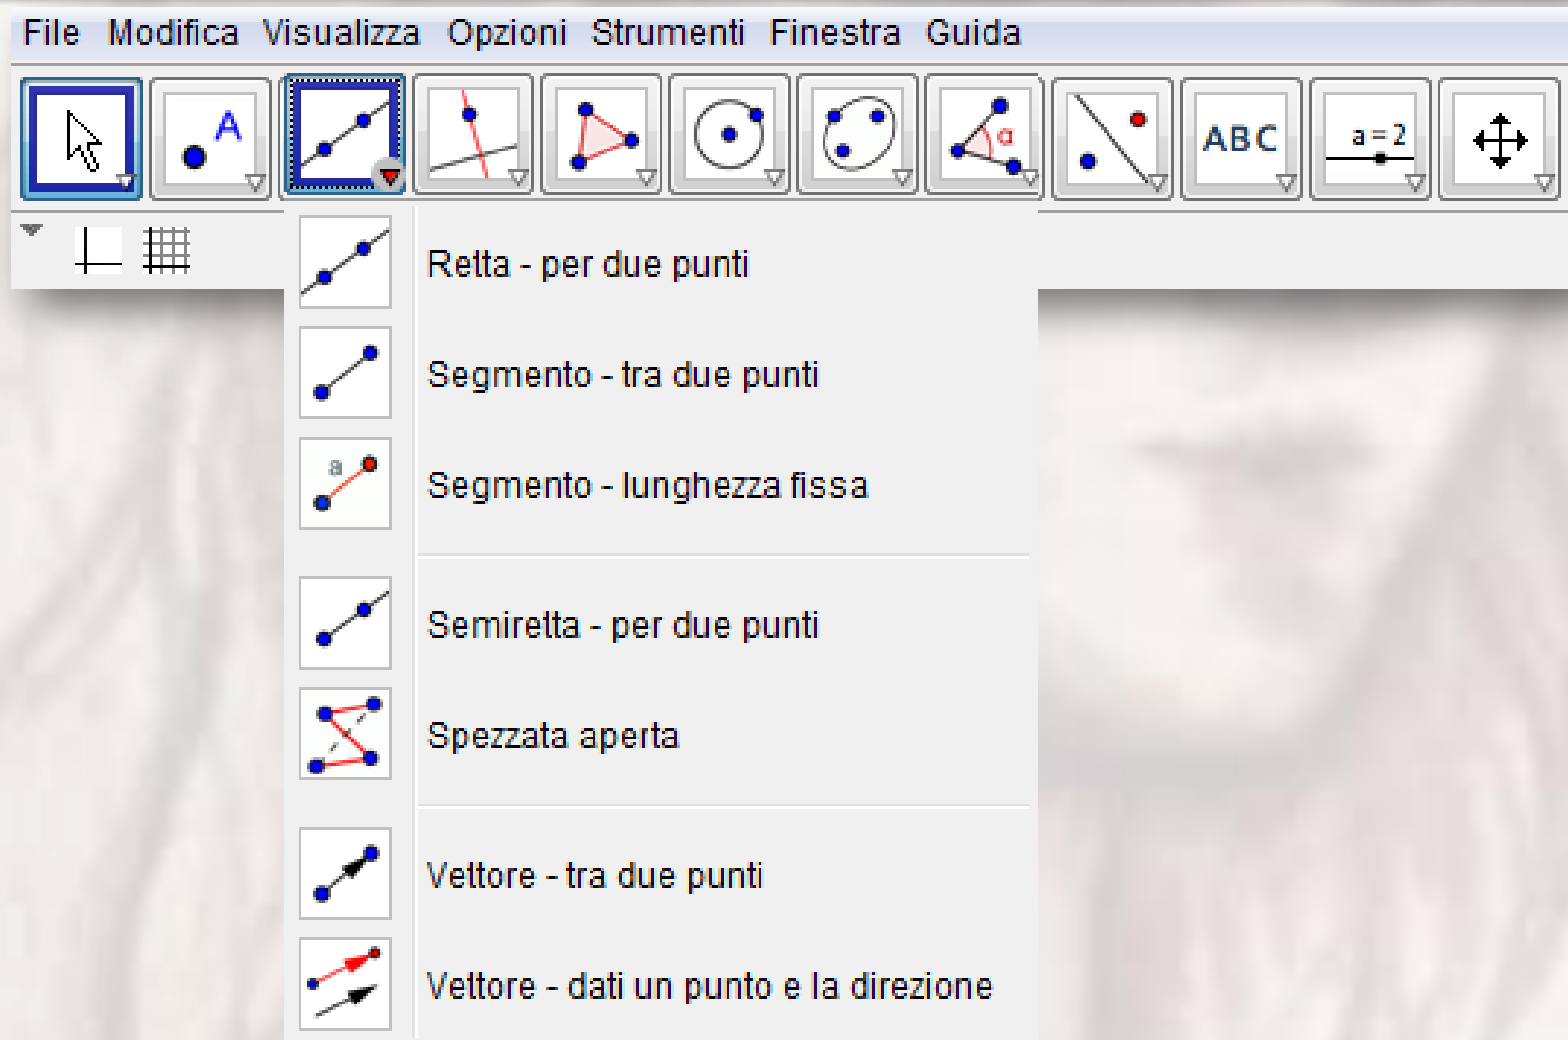 File Modifica Visualizza Opzioni Strumenti Finestra Guida
A
α
ABC
a=2
Retta - per due punti
Segmento - tra due punti
a
Segmento - lunghezza fissa
Semiretta - per due punti
Spezzata aperta
Vettore - tra due punti
Vettore - dati un punto e la direzione